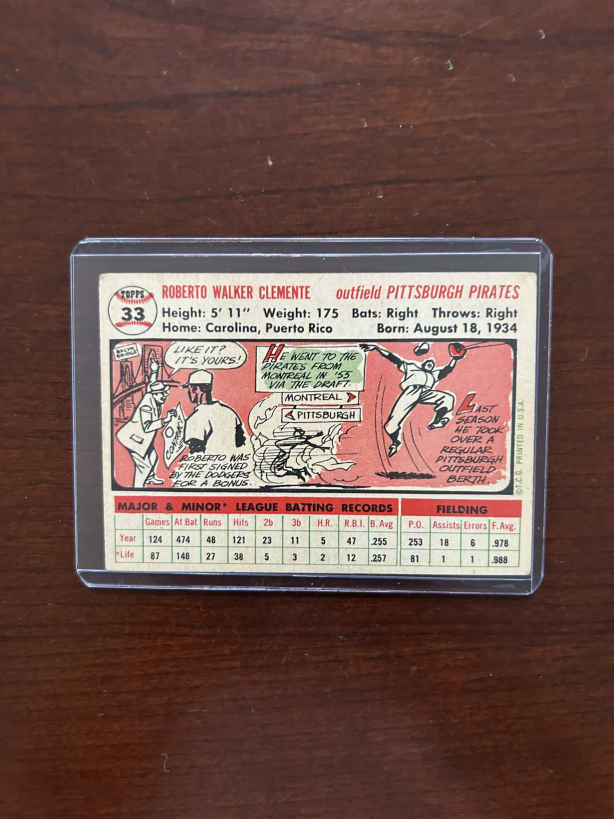 TOPPS
33
ROBERTO WALKER CLEMENTE outfield PITTSBURGH PIRATES
Height: 5' 11" Weight: 175 Bats: Right Throws: Right
Home: Carolina, Puerto Rico Born: August 18, 1934
LIKE IT?
IT'S YOURS!
ROBERTO WAS
FIRST SIGNED
BY THE DODGERS
FOR A BONUS.
HE WENT TO THE
PIRATES FROM
MONTREAL IN '55
VIA THE DRAFT.
MONTREAL
PITTSBURGH
LAST
SEASON
HE TOOK
OVER A
REGULAR
PITTSBURGH
OUTFIELD
BERTH.
©T.C.G. PRINTED IN U.S.A.
MAJOR & MINOR* LEAGUE BATTING RECORDS FIELDING
Games At Bat Runs Hits 2b 3b H.R. R.B.I. B. Avg P.O. Assists Errors F. Avg.
Year 124 474 48 121 23 11 5 47 .255 253 18 6 .978
*Life 87 148 27 38 5 3 2 12 .257 81 1 1 .988